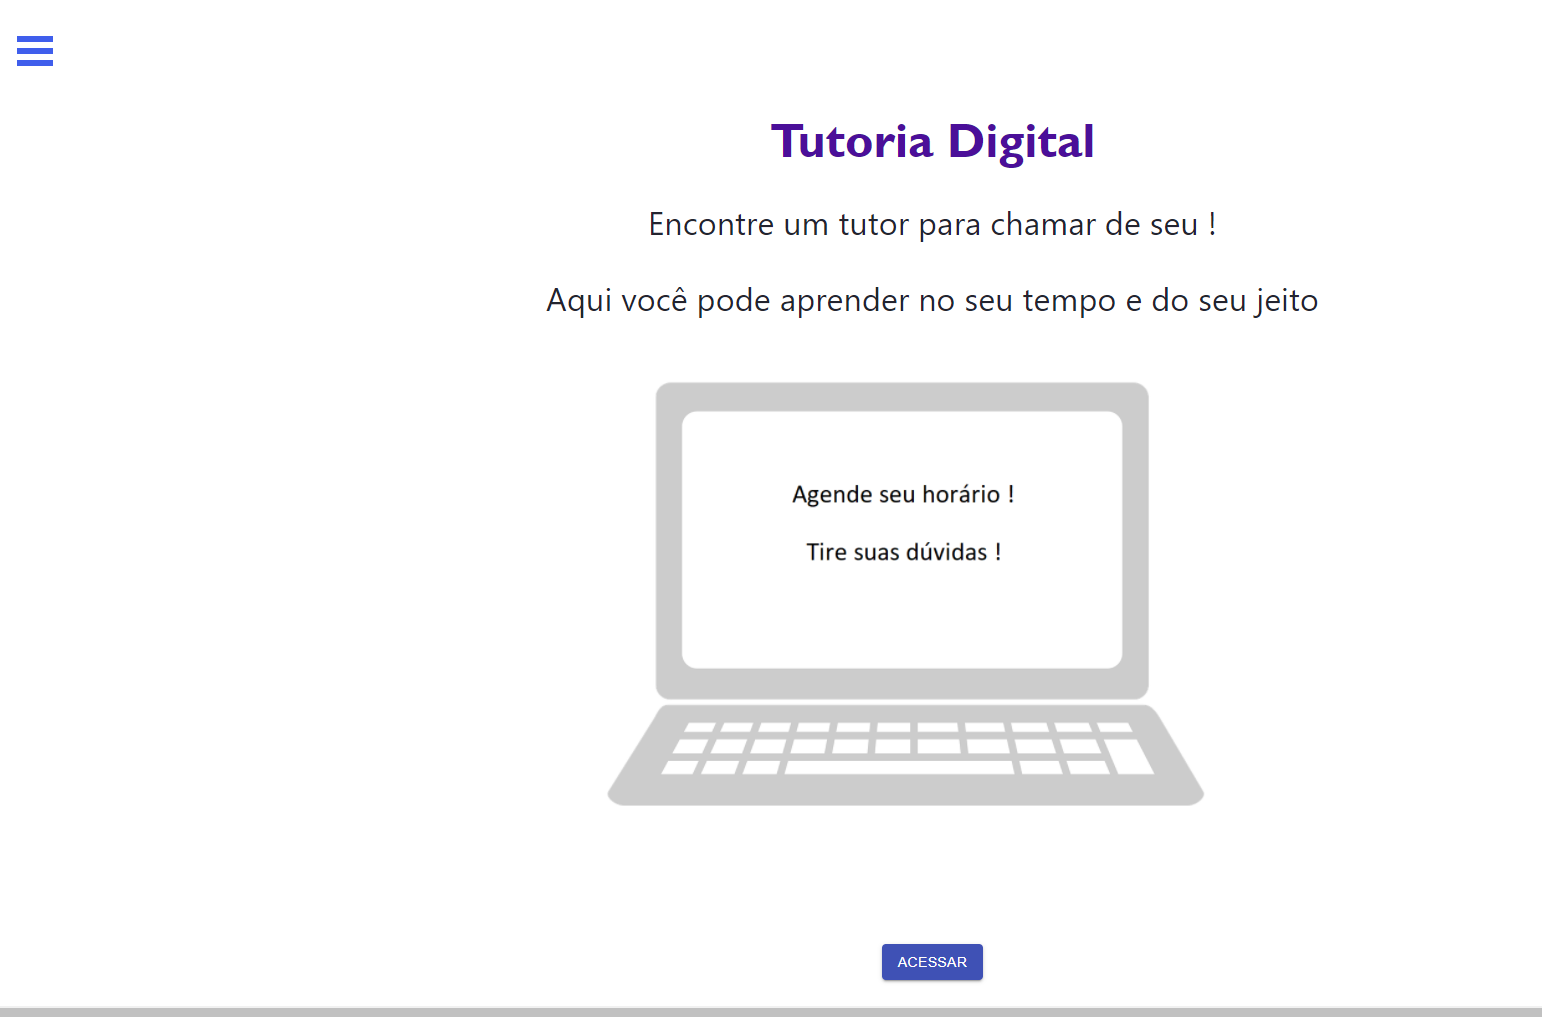 Tutoria Digital
Encontre um tutor para chamar de seu !
Aqui você pode aprender no seu tempo e do seu jeito
Agende seu horário !
Tire suas dúvidas !
ACESSAR